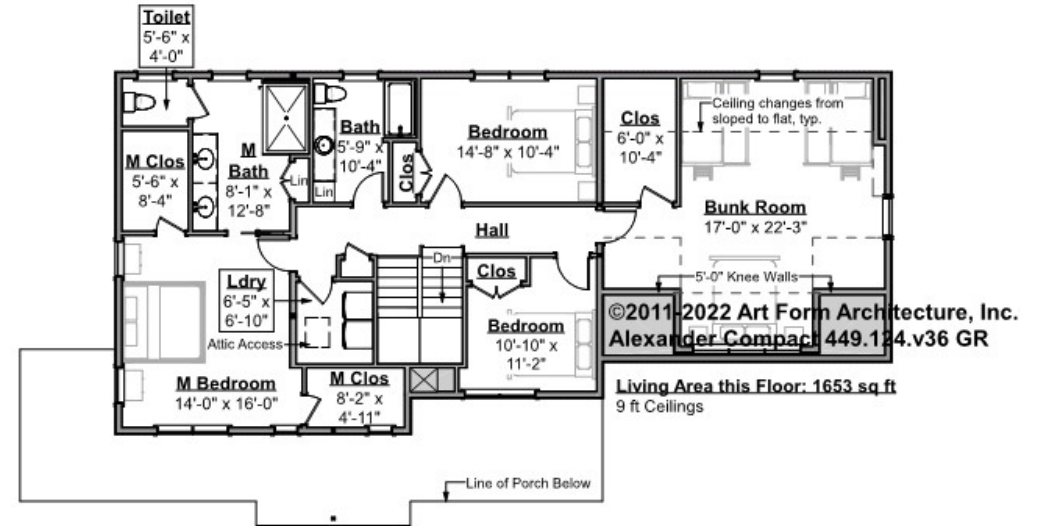 Toilet
5'-6" x
4'-0"
M Clos
5'-6" x
8'-4"
M
Bath
8'-1" x
12'-8"
Lin
Lin
Bath
5'-9" x
10'-4"
Clos
Bedroom
14'-8" x 10'-4"
Clos
6'-0" x
10'-4"
Ceiling changes from
sloped to flat, typ.
Bunk Room
17'-0" x 22'-3"
5'-0" Knee Walls
Hall
Dn
Clos
Ldry
6'-5" x
6'-10"
Attic Access
Bedroom
10'-10" x
11'-2"
M Bedroom
14'-0" x 16'-0"
M Clos
8'-2" x
4'-11"
©2011-2022 Art Form Architecture, Inc.
Alexander Compact 449.124.v36 GR
Living Area this Floor: 1653 sq ft
9 ft Ceilings
Line of Porch Below